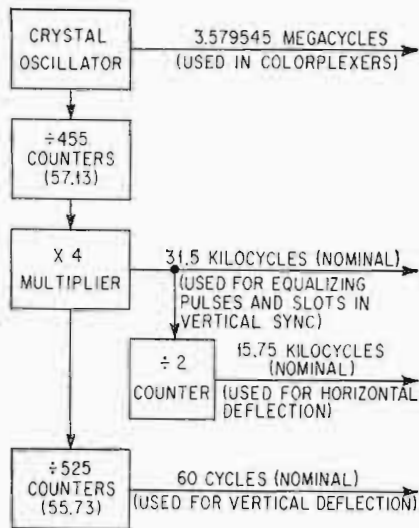 CRYSTAL
OSCILLATOR
3.579545 MEGACYCLES
(USED IN COLORPLEXERS)
÷455
COUNTERS
(57.13)
X 4
MULTIPLIER
31.5 KILOCYCLES (NOMINAL)
(USED FOR EQUALIZING
PULSES AND SLOTS IN
VERTICAL SYNC)
÷ 2
COUNTER
15.75 KILOCYCLES
(NOMINAL)
(USED FOR HORIZONTAL
DEFLECTION)
÷525
COUNTERS
(55.73)
60 CYCLES (NOMINAL)
(USED FOR VERTICAL DEFLECTION)